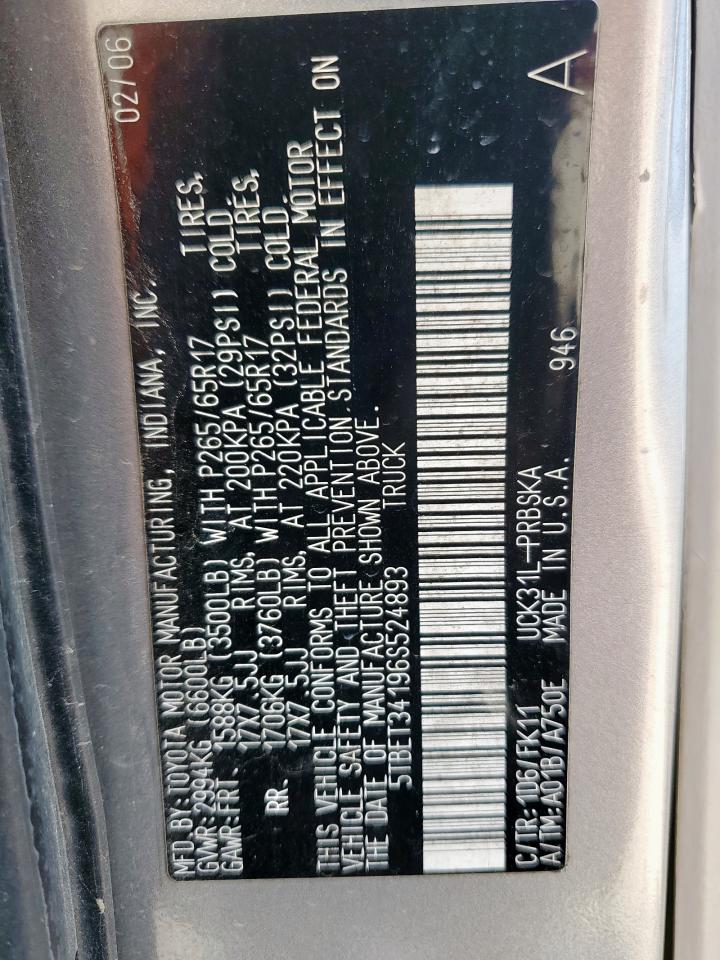 MFD BY: TOYOTA MOTOR MANUFACTURING, INDIANA, INC. 02/06
GVWR: 2994KG (6600LB)
GAWR: FRT. 1588KG (3500LB) WITH P265/65R17 TIRES,
17X7.5JJ RIMS, AT 200KPA (29PSI) COLD
RR. 1706KG (3760LB) WITH P265/65R17 TIRES,
17X7.5JJ RIMS, AT 220KPA (32PSI) COLD
THIS VEHICLE CONFORMS TO ALL APPLICABLE FEDERAL MOTOR
VEHICLE SAFETY AND THEFT PREVENTION STANDARDS IN EFFECT ON
THE DATE OF MANUFACTURE SHOWN ABOVE.
5TBET34196S524893 TRUCK
C/TR: 1D6/FK11 UCK31L-PRBSKA
A/TM: A01B/A750E MADE IN U.S.A. 946 A